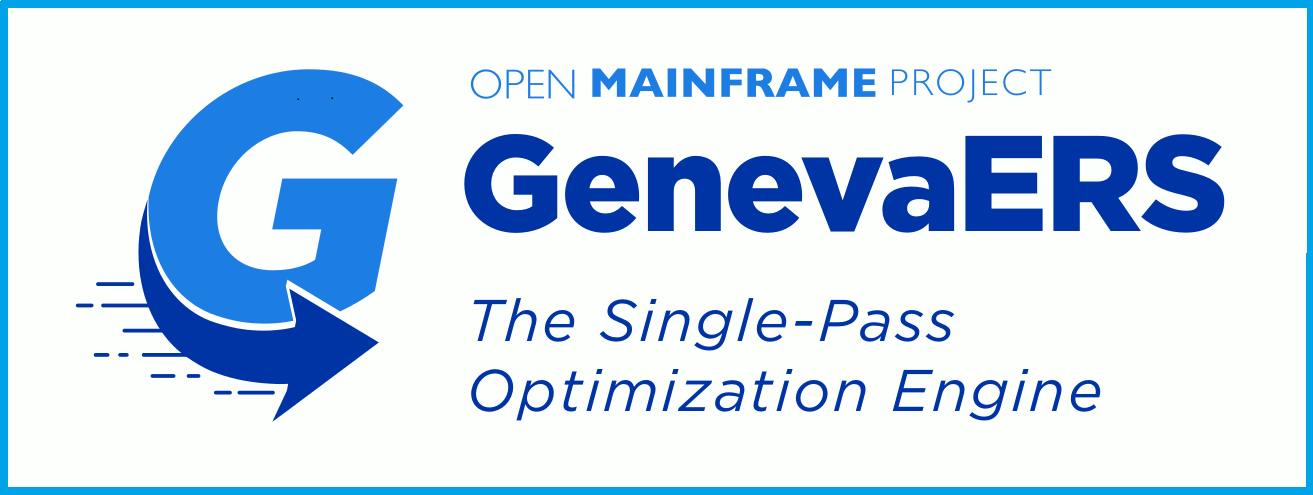 G
OPEN MAINFRAME PROJECT
GenevaERS
The Single-Pass
Optimization Engine